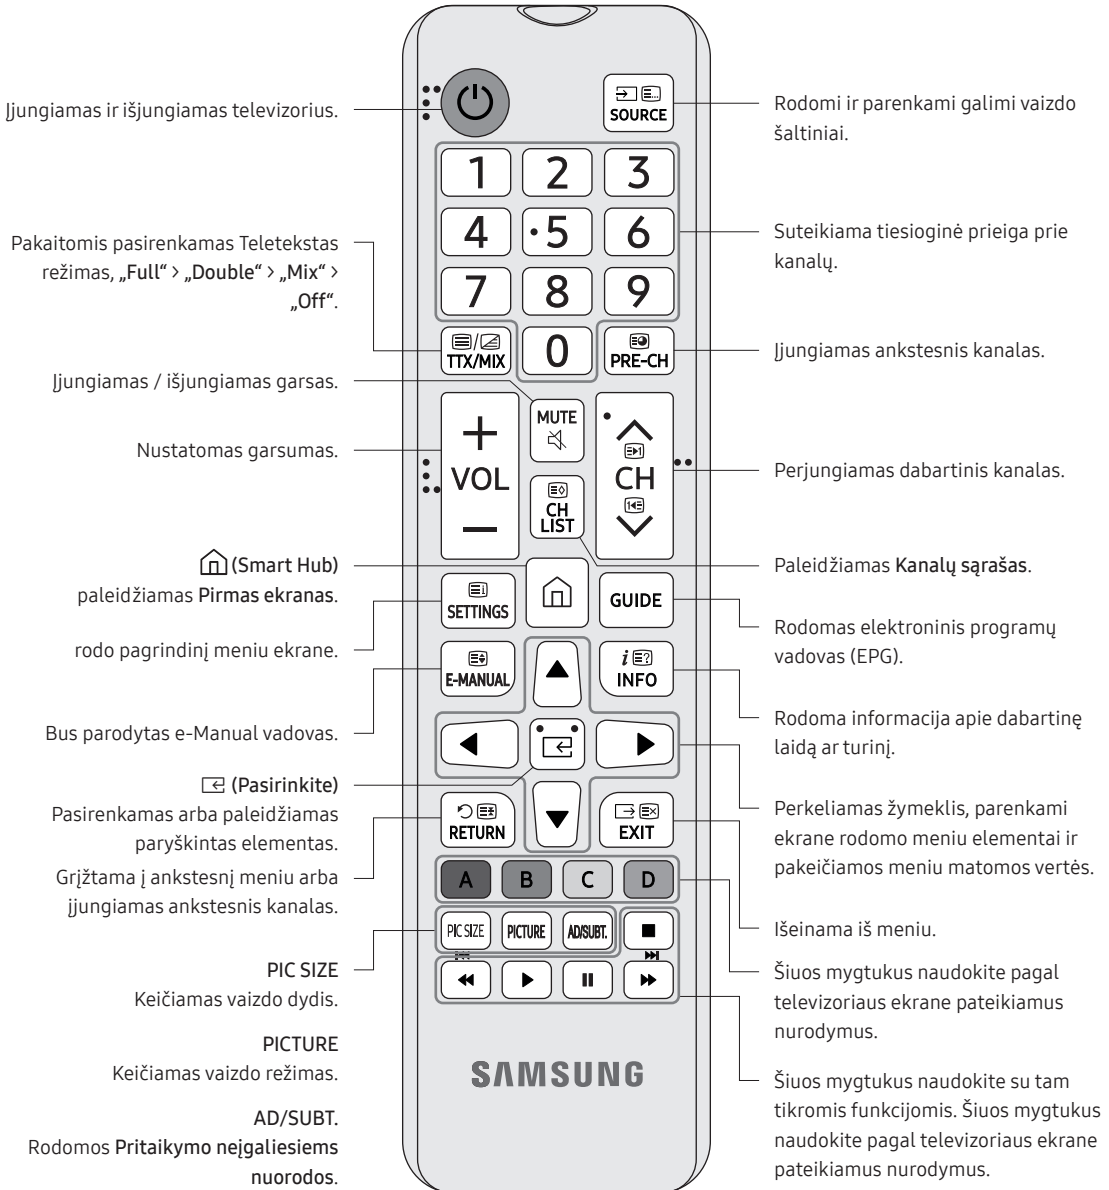 Įjungiamas ir išjungiamas televizorius.
Pakaitomis pasirenkamas Teletekstas
režimas, „Full“ > „Double“ > „Mix“ >
„Off“.
Įjungiamas / išjungiamas garsas.
Nustatomas garsumas.
(Smart Hub)
paleidžiamas Pirmas ekranas.
rodo pagrindinį meniu ekrane.
Bus parodytas e-Manual vadovas.
(Pasirinkite)
Pasirenkamas arba paleidžiamas
paryškintas elementas.
Grįžtama į ankstesnį meniu arba
įjungiamas ankstesnis kanalas.
PIC SIZE
Keičiamas vaizdo dydis.
PICTURE
Keičiamas vaizdo režimas.
AD/SUBT.
Rodomos Pritaikymo neįgaliesiems
nuorodos.
SOURCE
1 2 3
4 5 6
7 8 9
TTX/MIX 0 PRE-CH
MUTE
VOL CH
CH
LIST
SETTINGS GUIDE
E-MANUAL INFO
RETURN EXIT
A B C D
PIC SIZE PICTURE AD/SUBT.
SAMSUNG
Rodomi ir parenkami galimi vaizdo
šaltiniai.
Suteikiama tiesioginė prieiga prie
kanalų.
Įjungiamas ankstesnis kanalas.
Perjungiamas dabartinis kanalas.
Paleidžiamas Kanalų sąrašas.
Rodomas elektroninis programų
vadovas (EPG).
Rodoma informacija apie dabartinę
laidą ar turinį.
Perkeliamas žymeklis, parenkami
ekrane rodomo meniu elementai ir
pakeičiamos meniu matomos vertės.
Išeinama iš meniu.
Šiuos mygtukus naudokite pagal
televizoriaus ekrane pateikiamus
nurodymus.
Šiuos mygtukus naudokite su tam
tikromis funkcijomis. Šiuos mygtukus
naudokite pagal televizoriaus ekrane
pateikiamus nurodymus.